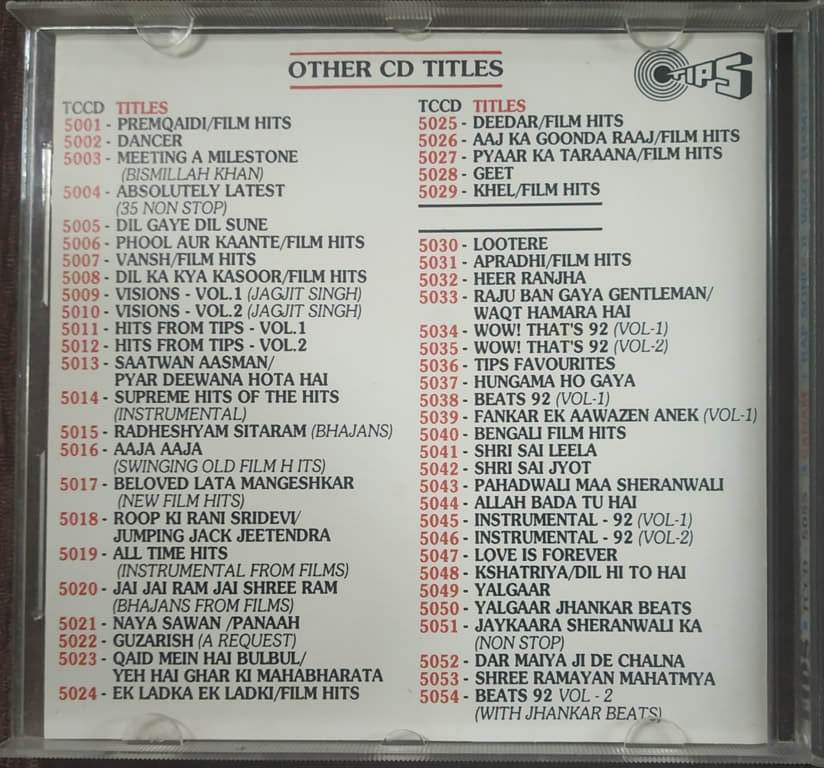 OTHER CD TITLES
TIPS
TCCD TITLES
5001 - PREMQAIDI/FILM HITS
5002 - DANCER
5003 - MEETING A MILESTONE
(BISMILLAH KHAN)
5004 - ABSOLUTELY LATEST
(35 NON STOP)
5005 - DIL GAYE DIL SUNE
5006 - PHOOL AUR KAANTE/FILM HITS
5007 - VANSH/FILM HITS
5008 - DIL KA KYA KASOOR/FILM HITS
5009 - VISIONS - VOL.1 (JAGJIT SINGH)
5010 - VISIONS - VOL.2 (JAGJIT SINGH)
5011 - HITS FROM TIPS - VOL.1
5012 - HITS FROM TIPS - VOL.2
5013 - SAATWAN AASMAN/
PYAR DEEWANA HOTA HAI
5014 - SUPREME HITS OF THE HITS
(INSTRUMENTAL)
5015 - RADHESHYAM SITARAM (BHAJANS)
5016 - AAJA AAJA
(SWINGING OLD FILM H ITS)
5017 - BELOVED LATA MANGESHKAR
(NEW FILM HITS)
5018 - ROOP KI RANI SRIDEVI/
JUMPING JACK JEETENDRA
5019 - ALL TIME HITS
(INSTRUMENTAL FROM FILMS)
5020 - JAI JAI RAM JAI SHREE RAM
(BHAJANS FROM FILMS)
5021 - NAYA SAWAN /PANAAH
5022 - GUZARISH (A REQUEST)
5023 - QAID MEIN HAI BULBUL/
YEH HAI GHAR KI MAHABHARATA
5024 - EK LADKA EK LADKI/FILM HITS
TCCD TITLES
5025 - DEEDAR/FILM HITS
5026 - AAJ KA GOONDA RAAJ/FILM HITS
5027 - PYAAR KA TARAANA/FILM HITS
5028 - GEET
5029 - KHEL/FILM HITS
5030 - LOOTERE
5031 - APRADHI/FILM HITS
5032 - HEER RANJHA
5033 - RAJU BAN GAYA GENTLEMAN/
WAQT HAMARA HAI
5034 - WOW! THAT'S 92 (VOL-1)
5035 - WOW! THAT'S 92 (VOL-2)
5036 - TIPS FAVOURITES
5037 - HUNGAMA HO GAYA
5038 - BEATS 92 (VOL-1)
5039 - FANKAR EK AAWAZEN ANEK (VOL-1)
5040 - BENGALI FILM HITS
5041 - SHRI SAI LEELA
5042 - SHRI SAI JYOT
5043 - PAHADWALI MAA SHERANWALI
5044 - ALLAH BADA TU HAI
5045 - INSTRUMENTAL - 92 (VOL-1)
5046 - INSTRUMENTAL - 92 (VOL-2)
5047 - LOVE IS FOREVER
5048 - KSHATRIYA/DIL HI TO HAI
5049 - YALGAAR
5050 - YALGAAR JHANKAR BEATS
5051 - JAYKAARA SHERANWALI KA
(NON STOP)
5052 - DAR MAIYA JI DE CHALNA
5053 - SHREE RAMAYAN MAHATMYA
5054 - BEATS 92 VOL - 2
(WITH JHANKAR BEATS)